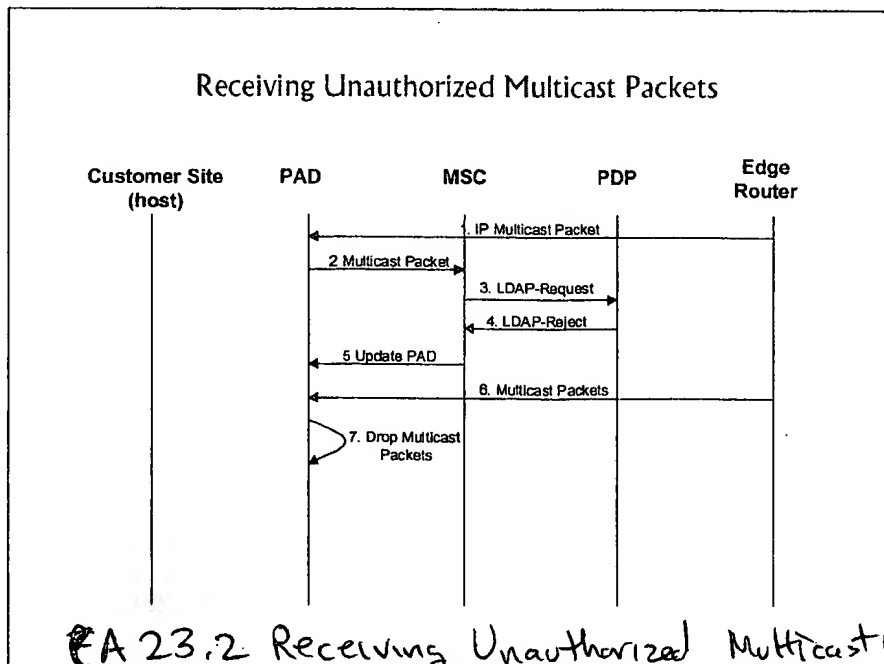 Receiving Unauthorized Multicast Packets
Customer Site
(host)
PAD
MSC
PDP
Edge
Router
1. IP Multicast Packet
2 Multicast Packet
3. LDAP-Request
4. LDAP-Reject
5 Update PAD
6. Multicast Packets
7. Drop Multicast
Packets
A 23.2 Receiving Unauthorized Multicast